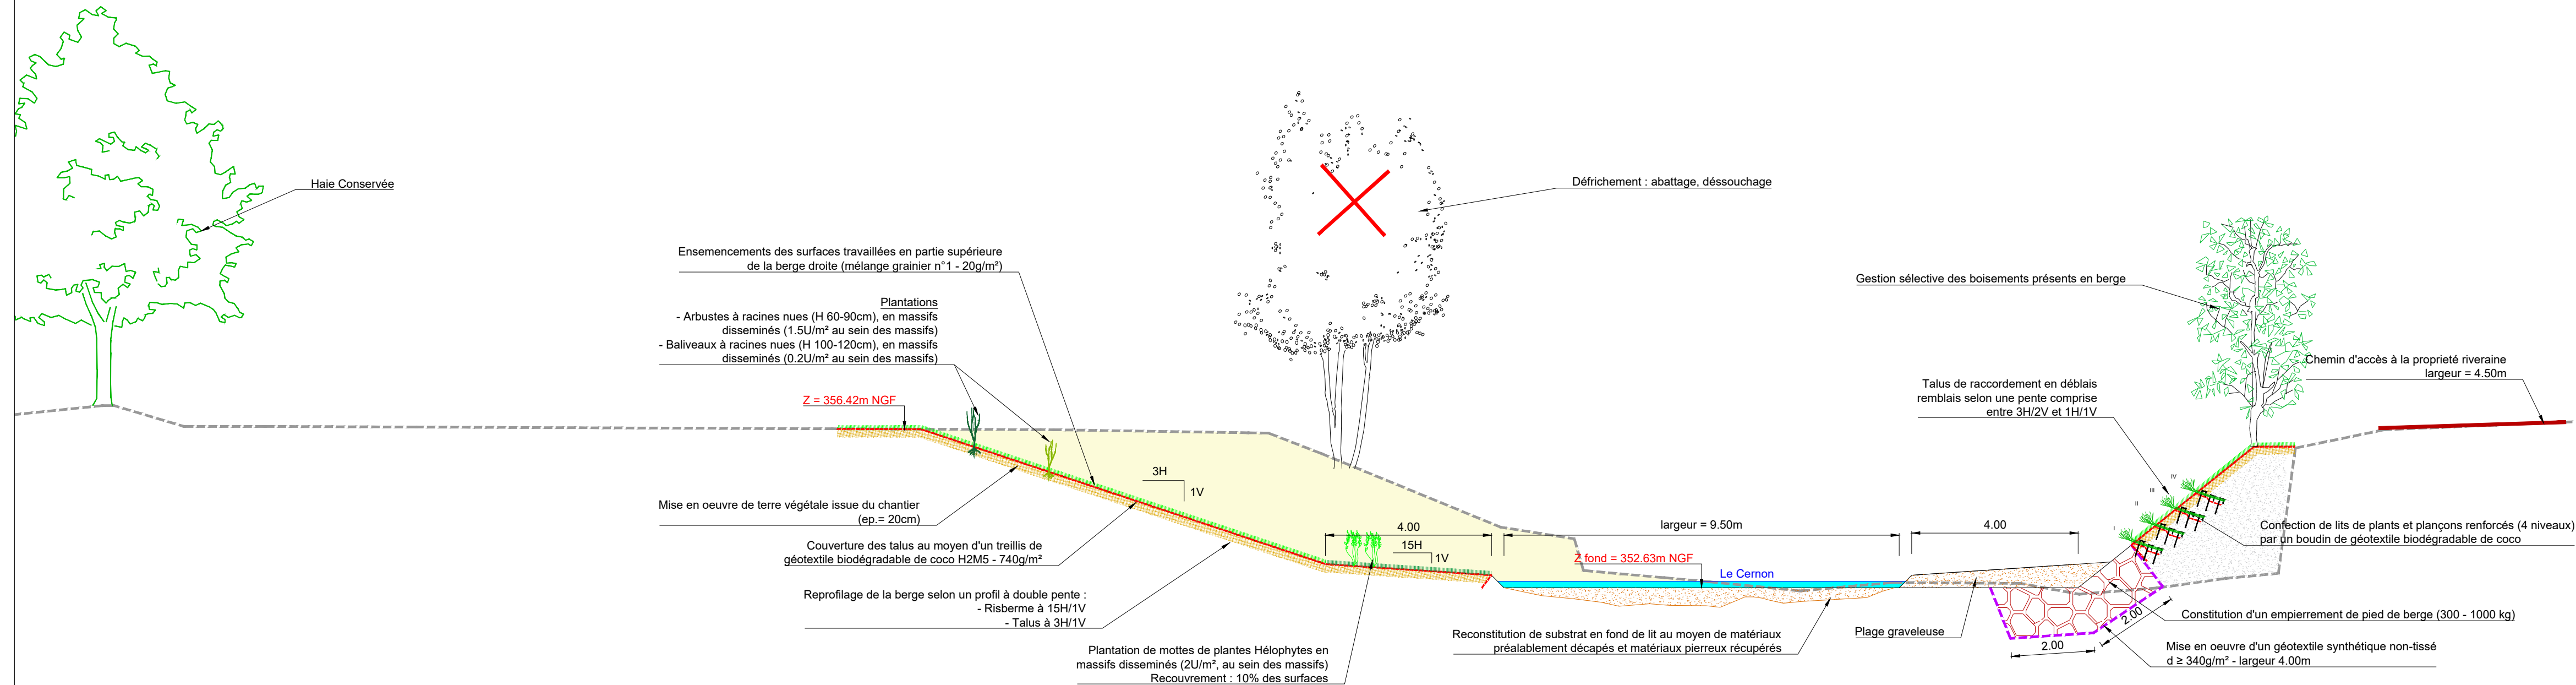 Haie Conservée
Ensemencements des surfaces travaillées en partie supérieure
de la berge droite (mélange grainier n°1 - 20g/m²)
Plantations
- Arbustes à racines nues (H 60-90cm), en massifs
disseminés (1.5U/m² au sein des massifs)
- Baliveaux à racines nues (H 100-120cm), en massifs
disseminés (0.2U/m² au sein des massifs)
Z = 356.42m NGF
Mise en oeuvre de terre végétale issue du chantier
(ep.= 20cm)
Couverture des talus au moyen d'un treillis de
géotextile biodégradable de coco H2M5 - 740g/m²
Reprofilage de la berge selon un profil à double pente :
- Risberme à 15H/1V
- Talus à 3H/1V
Plantation de mottes de plantes Hélophytes en
massifs disseminés (2U/m², au sein des massifs)
Recouvrement : 10% des surfaces
3H
1V
4.00
15H
1V
Défrichement : abattage, déssouchage
largeur = 9.50m
Z fond = 352.63m NGF
Le Cernon
Reconstitution de substrat en fond de lit au moyen de matériaux
préalablement décapés et matériaux pierreux récupérés
4.00
Plage graveleuse
Gestion sélective des boisements présents en berge
Chemin d'accès à la proprieté riveraine
largeur = 4.50m
Talus de raccordement en déblais
remblais selon une pente comprise
entre 3H/2V et 1H/1V
IV
III
II
I
Confection de lits de plants et plançons renforcés (4 niveaux)
par un boudin de géotextile biodégradable de coco
Constitution d'un empierrement de pied de berge (300 - 1000 kg)
2.00
2.00
Mise en oeuvre d'un géotextile synthétique non-tissé
d ≥ 340g/m² - largeur 4.00m